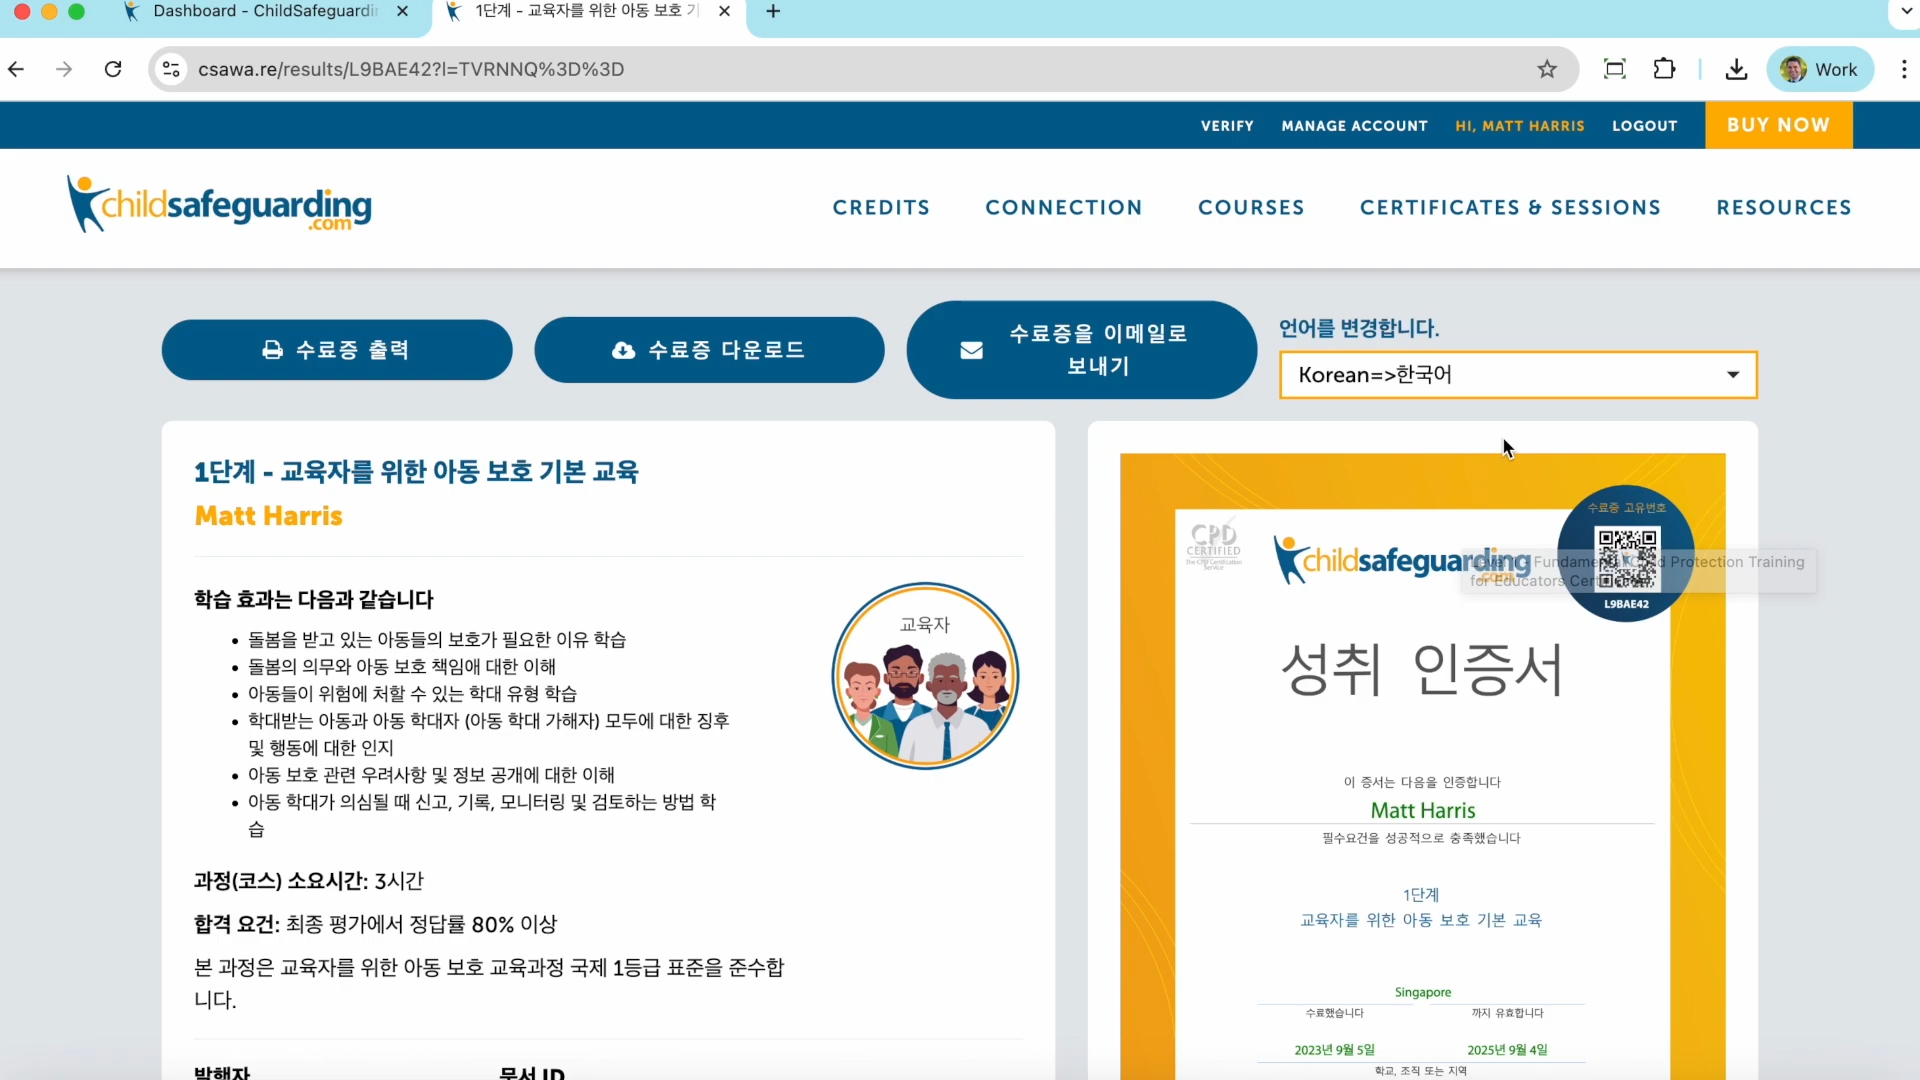 Dashboard - ChildSafeguardi
1단계 - 교육자를 위한 아동 보호 기
csawa.re/results/L9BAE42?l=TVRNNQ%3D%3D
Work
VERIFY
MANAGE ACCOUNT
HI, MATT HARRIS
LOGOUT
BUY NOW
childsafeguarding
.com
CREDITS
CONNECTION
COURSES
CERTIFICATES & SESSIONS
RESOURCES
수료증 출력
수료증 다운로드
수료증을 이메일로
보내기
언어를 변경합니다.
Korean=>한국어
1단계 - 교육자를 위한 아동 보호 기본 교육
Matt Harris
학습 효과는 다음과 같습니다
• 돌봄을 받고 있는 아동들의 보호가 필요한 이유 학습
• 돌봄의 의무와 아동 보호 책임에 대한 이해
• 아동들이 위험에 처할 수 있는 학대 유형 학습
• 학대받는 아동과 아동 학대자 (아동 학대 가해자) 모두에 대한 징후
및 행동에 대한 인지
• 아동 보호 관련 우려사항 및 정보 공개에 대한 이해
• 아동 학대가 의심될 때 신고, 기록, 모니터링 및 검토하는 방법 학
습
교육자
과정(코스) 소요시간: 3시간
합격 요건: 최종 평가에서 정답률 80% 이상
본 과정은 교육자를 위한 아동 보호 교육과정 국제 1등급 표준을 준수합
니다.
발행자
문서 ID
CPD
CERTIFIED
The CPD Certification
Service
childsafeguarding
.com
수료증 고유번호
L9BAE42
Protection Training
for Educators
성취 인증서
이 증서는 다음을 인증합니다
Matt Harris
필수요건을 성공적으로 충족했습니다
1단계
교육자를 위한 아동 보호 기본 교육
Singapore
수료했습니다
까지 유효합니다
2023년 9월 5일
2025년 9월 4일
학교, 조직 또는 지역